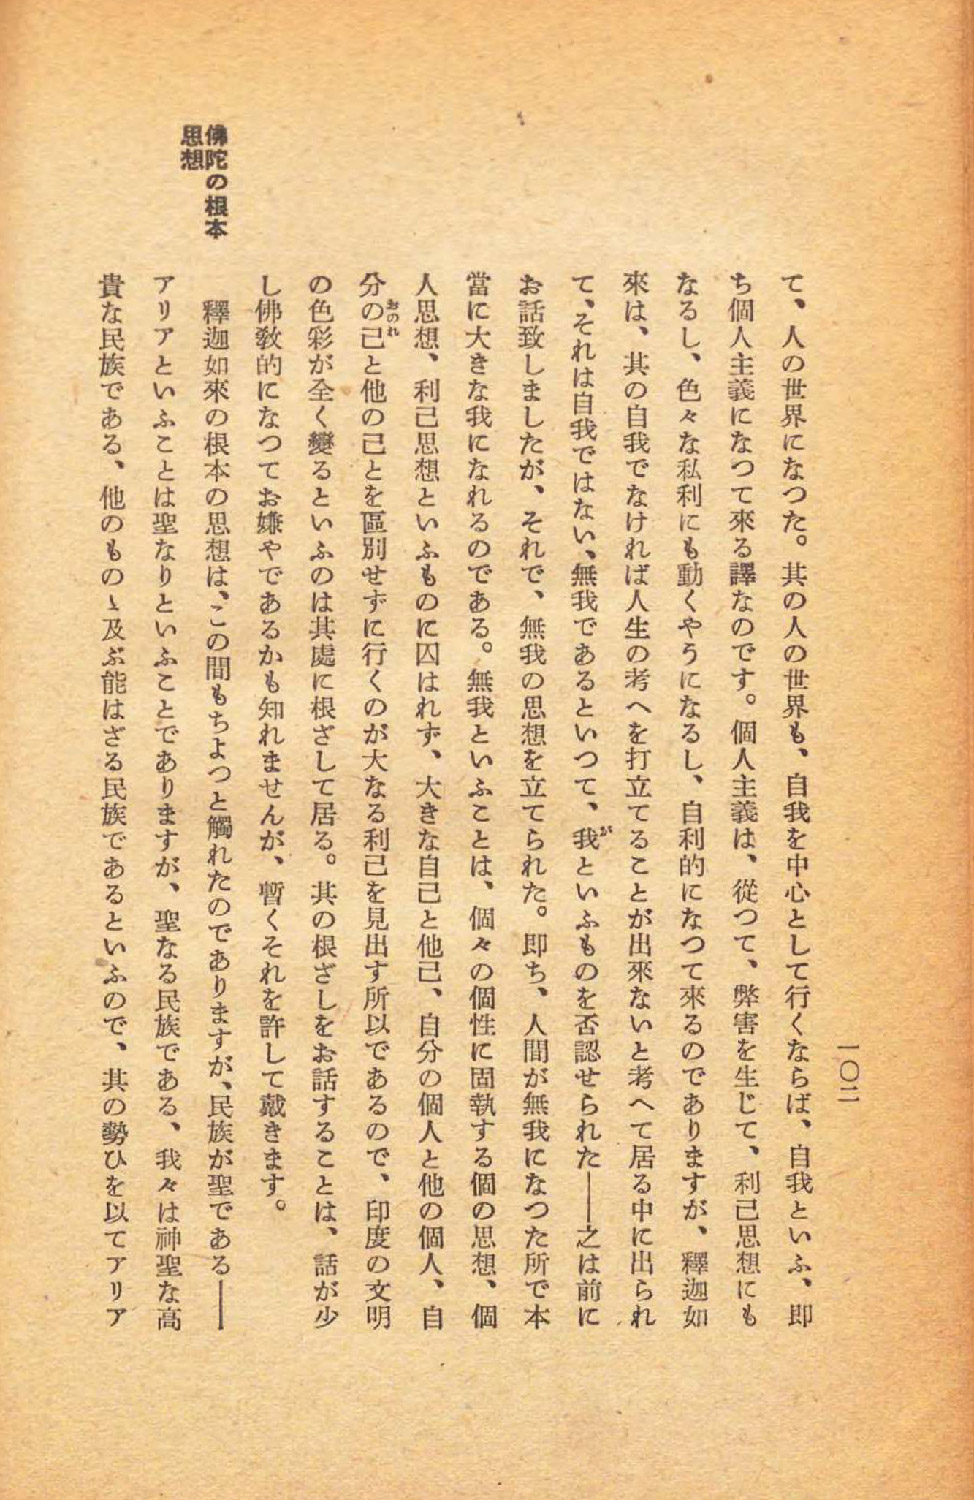 一〇二
て、人の世界になつた。其の人の世界も、自我を中心として行くならば、自我といふ、即
ち個人主義になつて來る譯なのです。個人主義は、從つて、弊害を生じて、利己思想にも
なるし、色々な私利にも動くやうになるし、自利的になつて來るのでありますが、釋迦如
來は、其の自我でなければ人生の考へを打立てることが出來ないと考へて居る中に出られ
て、それは自我ではない、無我であるといつて、我といふものを否認せられた――之は前に
お話致しましたが、それで、無我の思想を立てられた。即ち、人間が無我になつた所で本
當に大きな我になれるのである。無我といふことは、個々の個性に固執する個の思想、個
人思想、利己思想といふものに囚はれず、大きな自己と他己、自分の個人と他の個人、自
分の己と他の己とを區別せずに行くのが大なる利己を見出す所以であるので、印度の文明
の色彩が全く變るといふのは其處に根ざして居る。其の根ざしをお話することは、話が少
し佛敎的になつてお嫌やであるかも知れませんが、暫くそれを許して戴きます。
佛陀の根本
思想
釋迦如來の根本の思想は、この間もちよつと觸れたのでありますが、民族が聖である――
アリアといふことは聖なりといふことでありますが、聖なる民族である、我々は神聖な高
貴な民族である、他のものゝ及ぶ能はざる民族であるといふので、其の勢ひを以てアリア